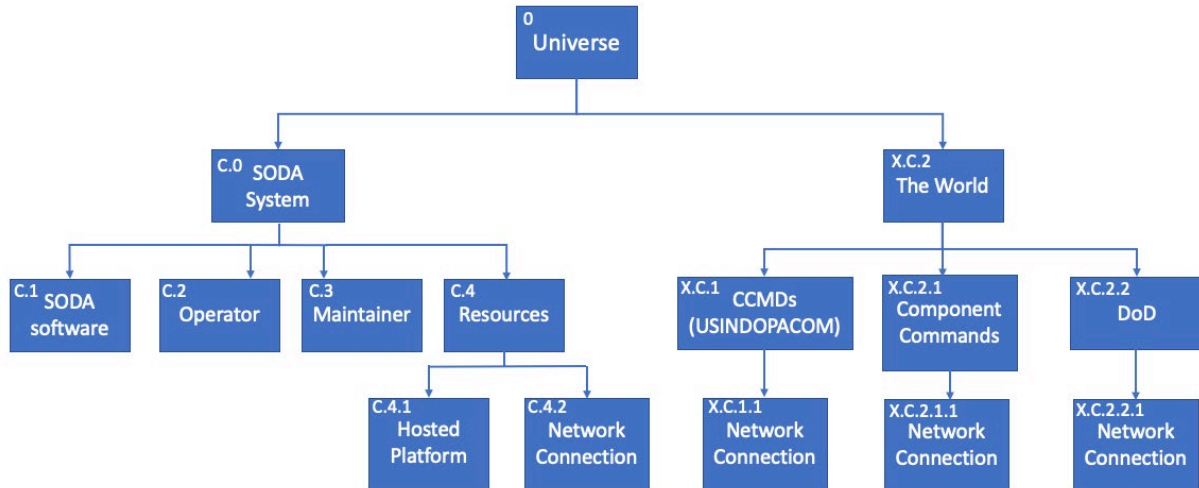 0
Universe
C.0
SODA
System
X.C.2
The World
C.1
SODA
software
C.2
Operator
C.3
Maintainer
C.4
Resources
X.C.1
CCMDs
(USINDOPACOM)
X.C.2.1
Component
Commands
X.C.2.2
DoD
C.4.1
Hosted
Platform
C.4.2
Network
Connection
X.C.1.1
Network
Connection
X.C.2.1.1
Network
Connection
X.C.2.2.1
Network
Connection